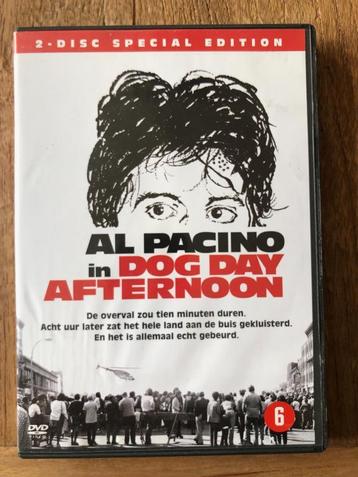 2-DISC SPECIAL EDITION
AL PACINO
in DOG DAY
AFTERNOON
De overval zou tien minuten duren.
Acht uur later zat het hele land aan de buis gekluisterd.
En het is allemaal echt gebeurd.
DVD
6